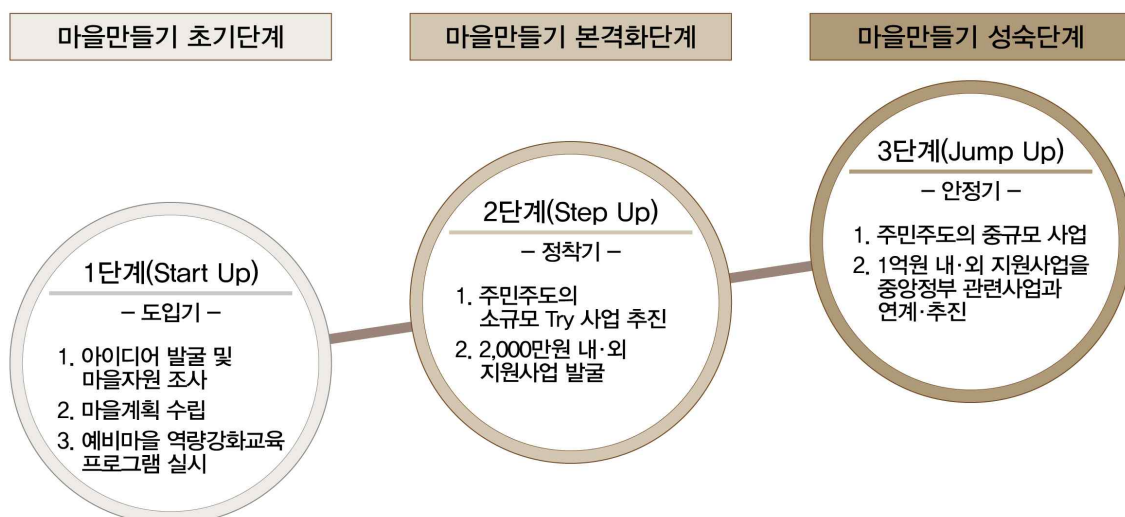 마을만들기 초기단계
마을만들기 본격화단계
마을만들기 성숙단계
1단계(Start Up)
– 도입기 –
1. 아이디어 발굴 및
마을자원 조사
2. 마을계획 수립
3. 예비마을 역량강화교육
프로그램 실시
2단계(Step Up)
– 정착기 –
1. 주민주도의
소규모 Try 사업 추진
2. 2,000만원 내·외
지원사업 발굴
3단계(Jump Up)
– 안정기 –
1. 주민주도의 중규모 사업
2. 1억원 내·외 지원사업을
중앙정부 관련사업과
연계·추진